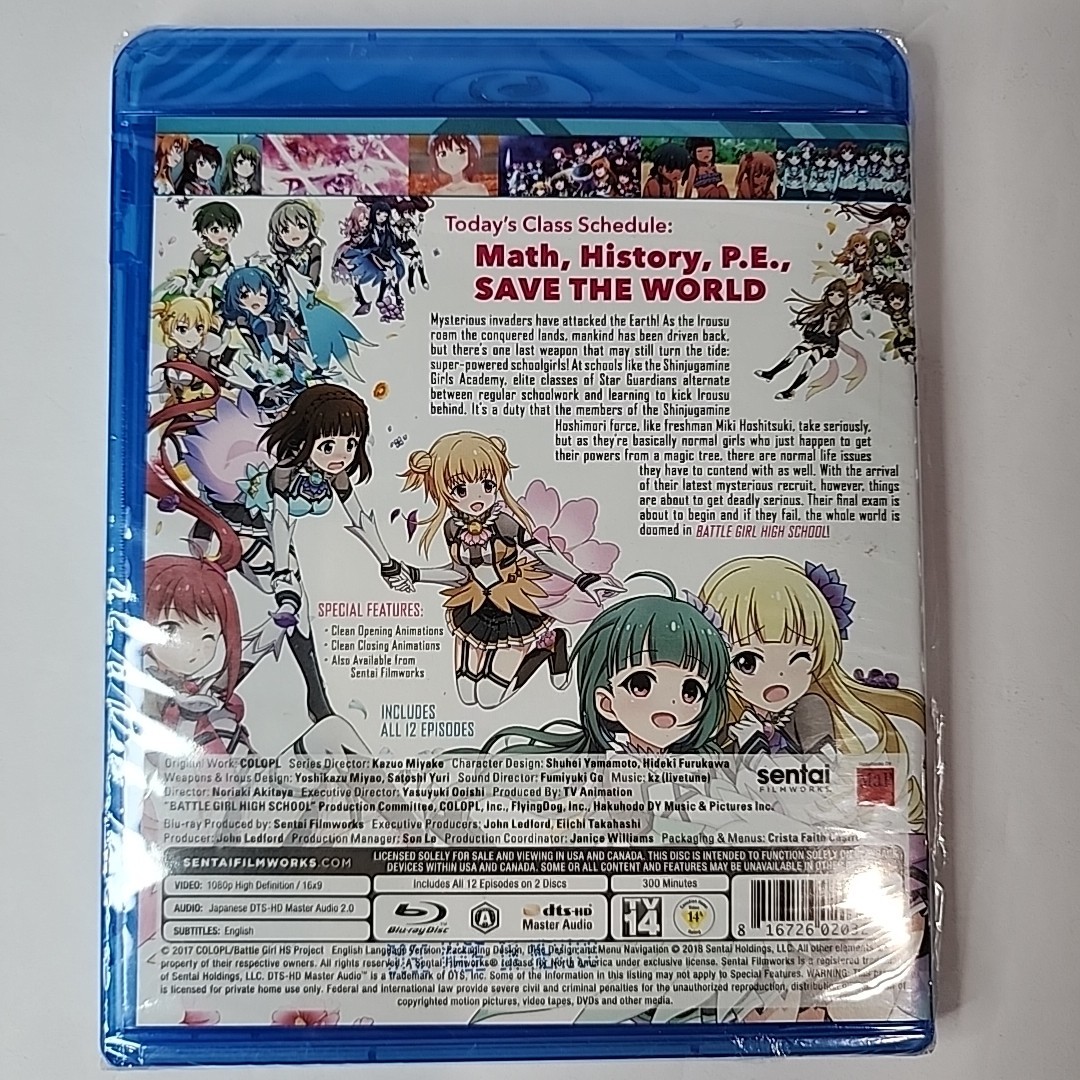 Today's Class Schedule:
Math, History, P.E.,
SAVE THE WORLD
Mysterious invaders have attacked the Earth! As the Irousu
roam the conquered lands, mankind has been driven back,
but there's one last weapon that may still turn the tide:
super-powered schoolgirls! At schools like the Shinjugamine
Girls Academy, elite classes of Star Guardians alternate
between regular schoolwork and learning to kick Irousu
behind. It's a duty that the members of the Shinjugamine
Hoshimori force, like freshman Miki Hoshitsuki, take seriously,
but as they're basically normal girls who just happen to get
their powers from a magic tree, there are normal life issues
they have to contend with as well. With the arrival
of their latest mysterious recruit, however, things
are about to get deadly serious. Their final exam is
about to begin and if they fail, the whole world is
doomed in BATTLE GIRL HIGH SCHOOL!
SPECIAL FEATURES:
• Clean Opening Animations
• Clean Closing Animations
• Also Available from
Sentai Filmworks
INCLUDES
ALL 12 EPISODES
Original Work: COLOPL Series Director: Kazuo Miyake Character Design: Shuhei Yamamoto, Hideki Furukawa
Weapons & Irous Design: Yoshikazu Miyao, Satoshi Yuri Sound Director: Fumiyuki Go Music: kz(livetune)
Director: Noriaki Akitaya Executive Director: Yasuyuki Ooishi Produced By: TV Animation
"BATTLE GIRL HIGH SCHOOL" Production Committee, COLOPL, Inc., FlyingDog, Inc., Hakuhodo DY Music & Pictures Inc.
Blu-ray Produced by: Sentai Filmworks Executive Producers: John Ledford, Eiichi Takahashi
Producer: John Ledford Production Manager: Son Le Production Coordinator: Janice Williams Packaging & Menus: Crista Faith
sentai
FILMWORKS
SENTAIFILMWORKS.COM
LICENSED SOLELY FOR SALE AND VIEWING IN USA AND CANADA. THIS DISC IS INTENDED TO FUNCTION SOLELY
DEVICES WITHIN USA AND CANADA. SOME OR ALL CONTENT AND FEATURES MAY BE UNAVAILABLE IN
VIDEO: 1080p High Definition / 16x9
AUDIO: Japanese DTS-HD Master Audio 2.0
SUBTITLES: English
Includes All 12 Episodes on 2 Discs
Blu-ray Disc
A
dts-HD
Master Audio
300 Minutes
TV
14
14
8 16726 0203
© 2017 COLOPL/Battle Girl HS Project English Language Version, Packaging Design, Disc Design and Menu Navigation © 2018 Sentai Holdings, LLC. All other elements
property of their respective owners. All rights A Sentai Filmworks® release for North America under exclusive license. Sentai Filmworks is a registered
of Sentai Holdings, LLC. DTS-HD Master Audio™ is a trademark of DTS, Inc. Some of the information in this listing may not apply to Special Features. WARNING:
is licensed for private home use only. Federal and international law provide severe civil and criminal penalties for the unauthorized reproduction, of
copyrighted motion pictures, video tapes, DVDs and other media.